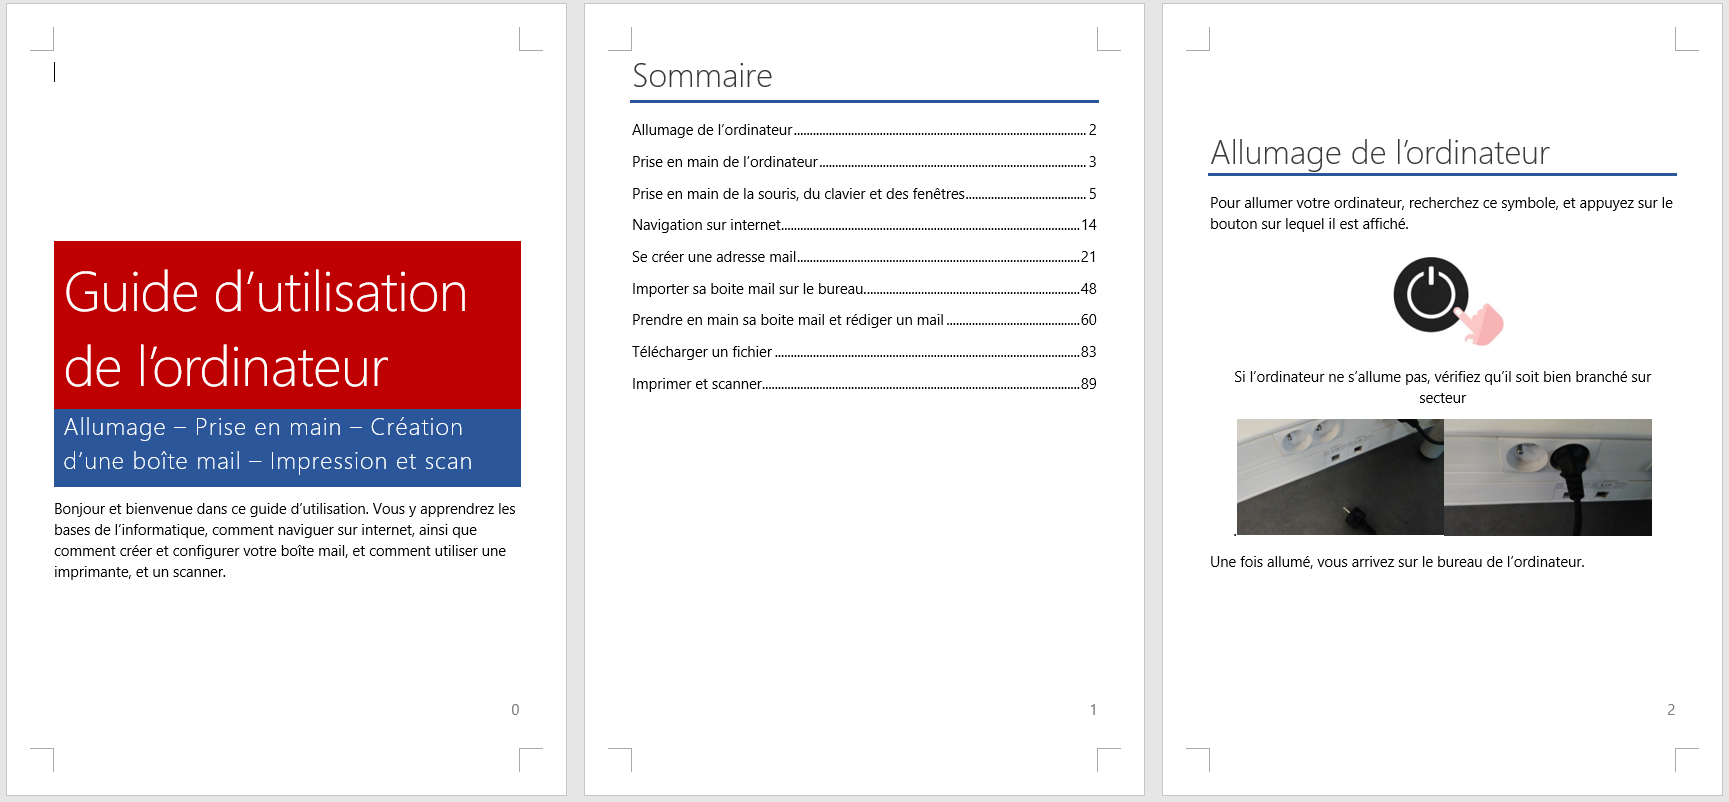 Guide d’utilisation
de l’ordinateur
Allumage – Prise en main – Création
d’une boîte mail – Impression et scan
Bonjour et bienvenue dans ce guide d’utilisation. Vous y apprendrez les
bases de l’informatique, comment naviguer sur internet, ainsi que
comment créer et configurer votre boîte mail, et comment utiliser une
imprimante, et un scanner.
0
Sommaire
Allumage de l’ordinateur........................................................................................... 2
Prise en main de l’ordinateur................................................................................... 3
Prise en main de la souris, du clavier et des fenêtres...................................... 5
Navigation sur internet..............................................................................................14
Se créer une adresse mail.........................................................................................21
Importer sa boite mail sur le bureau....................................................................48
Prendre en main sa boite mail et rédiger un mail ..........................................60
Télécharger un fichier ................................................................................................83
Imprimer et scanner....................................................................................................89
1
Allumage de l’ordinateur
Pour allumer votre ordinateur, recherchez ce symbole, et appuyez sur le
bouton sur lequel il est affiché.
Si l’ordinateur ne s’allume pas, vérifiez qu’il soit bien branché sur
secteur
.
Une fois allumé, vous arrivez sur le bureau de l’ordinateur.
2